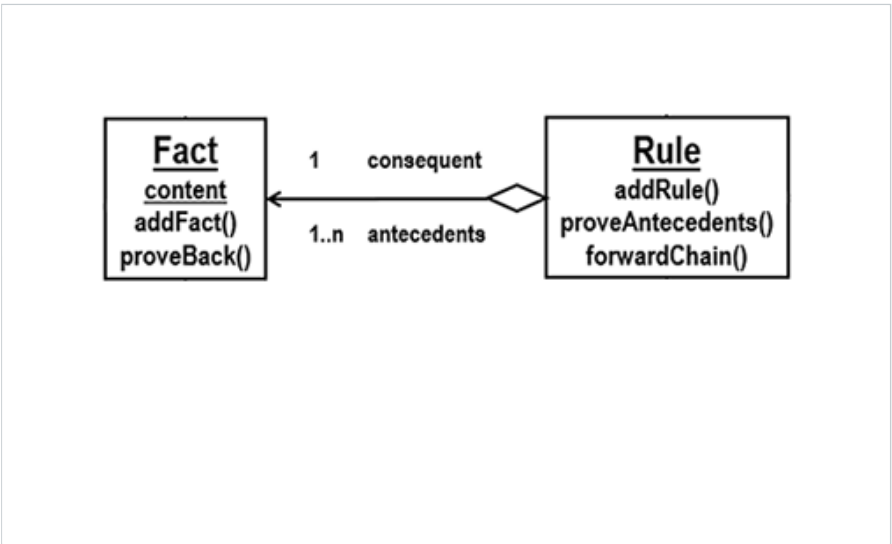 Fact
content
addFact()
proveBack()
1 consequent
1..n antecedents
Rule
addRule()
proveAntecedents()
forwardChain()